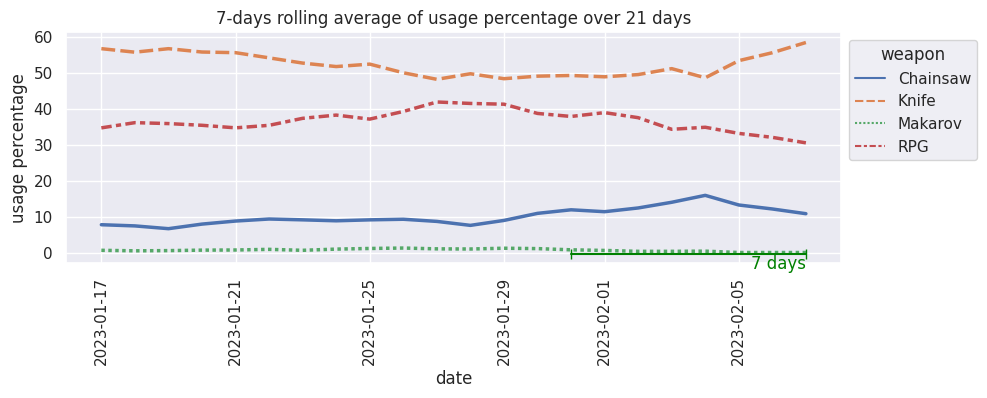 7-days rolling average of usage percentage over 21 days
usage percentage
60
50
40
30
20
10
0
7 days
2023-01-17
2023-01-21
2023-01-25
2023-01-29
2023-02-01
2023-02-05
date
weapon
Chainsaw
Knife
Makarov
RPG